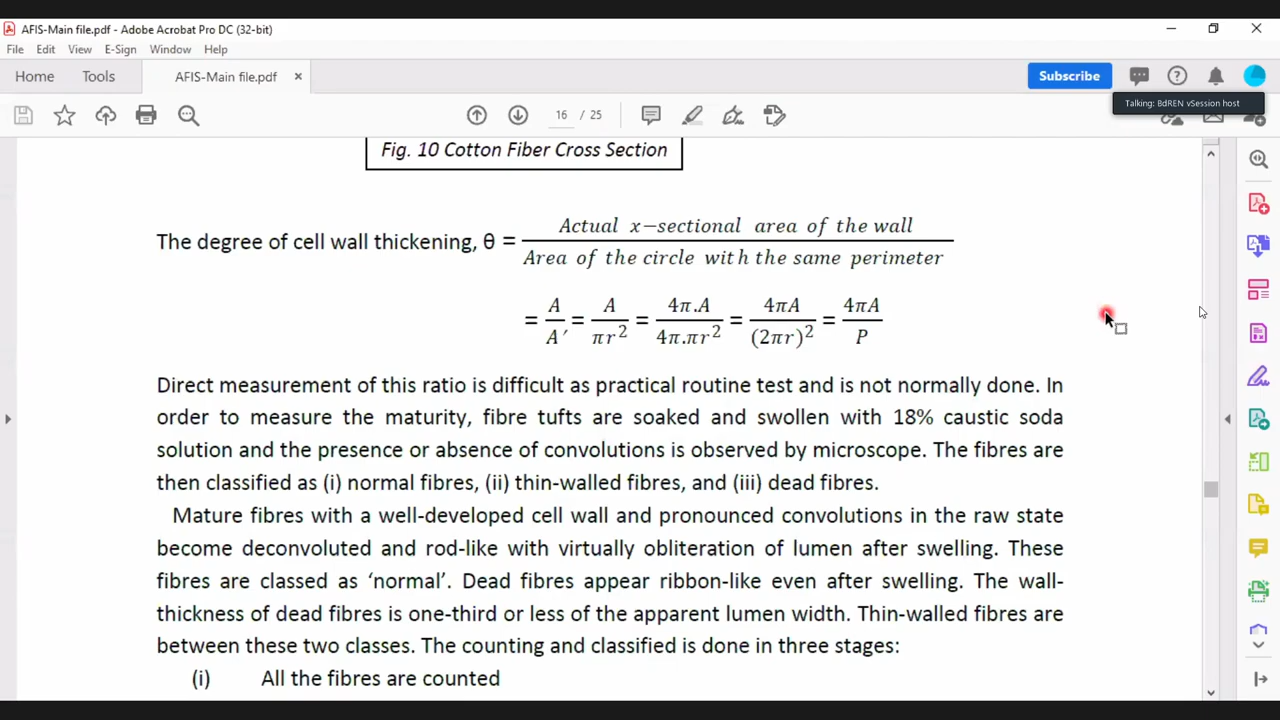 AFIS-Main file.pdf - Adobe Acrobat Pro DC (32-bit)
File Edit View E-Sign Window Help
Home Tools AFIS-Main file.pdf × Subscribe
Talking: BdREN vSession host
16 / 25
Fig. 10 Cotton Fiber Cross Section
The degree of cell wall thickening, θ = Actual x−sectional area of the wall / Area of the circle with the same perimeter
= A/A′ = A/πr² = 4π.A/4π.πr² = 4πA/(2πr)² = 4πA/P
Direct measurement of this ratio is difficult as practical routine test and is not normally done. In
order to measure the maturity, fibre tufts are soaked and swollen with 18% caustic soda
solution and the presence or absence of convolutions is observed by microscope. The fibres are
then classified as (i) normal fibres, (ii) thin-walled fibres, and (iii) dead fibres.
Mature fibres with a well-developed cell wall and pronounced convolutions in the raw state
become deconvoluted and rod-like with virtually obliteration of lumen after swelling. These
fibres are classed as ‘normal’. Dead fibres appear ribbon-like even after swelling. The wall-
thickness of dead fibres is one-third or less of the apparent lumen width. Thin-walled fibres are
between these two classes. The counting and classified is done in three stages:
(i) All the fibres are counted